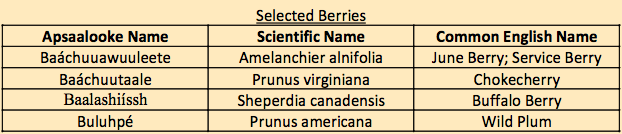 Selected Berries
Apsaalooke Name Scientific Name Common English Name
Baáchuuawuuleete Amelanchier alnifolia June Berry; Service Berry
Baáchuutaale Prunus virginiana Chokecherry
Baalashiíssh Sheperdia canadensis Buffalo Berry
Buluhpé Prunus americana Wild Plum